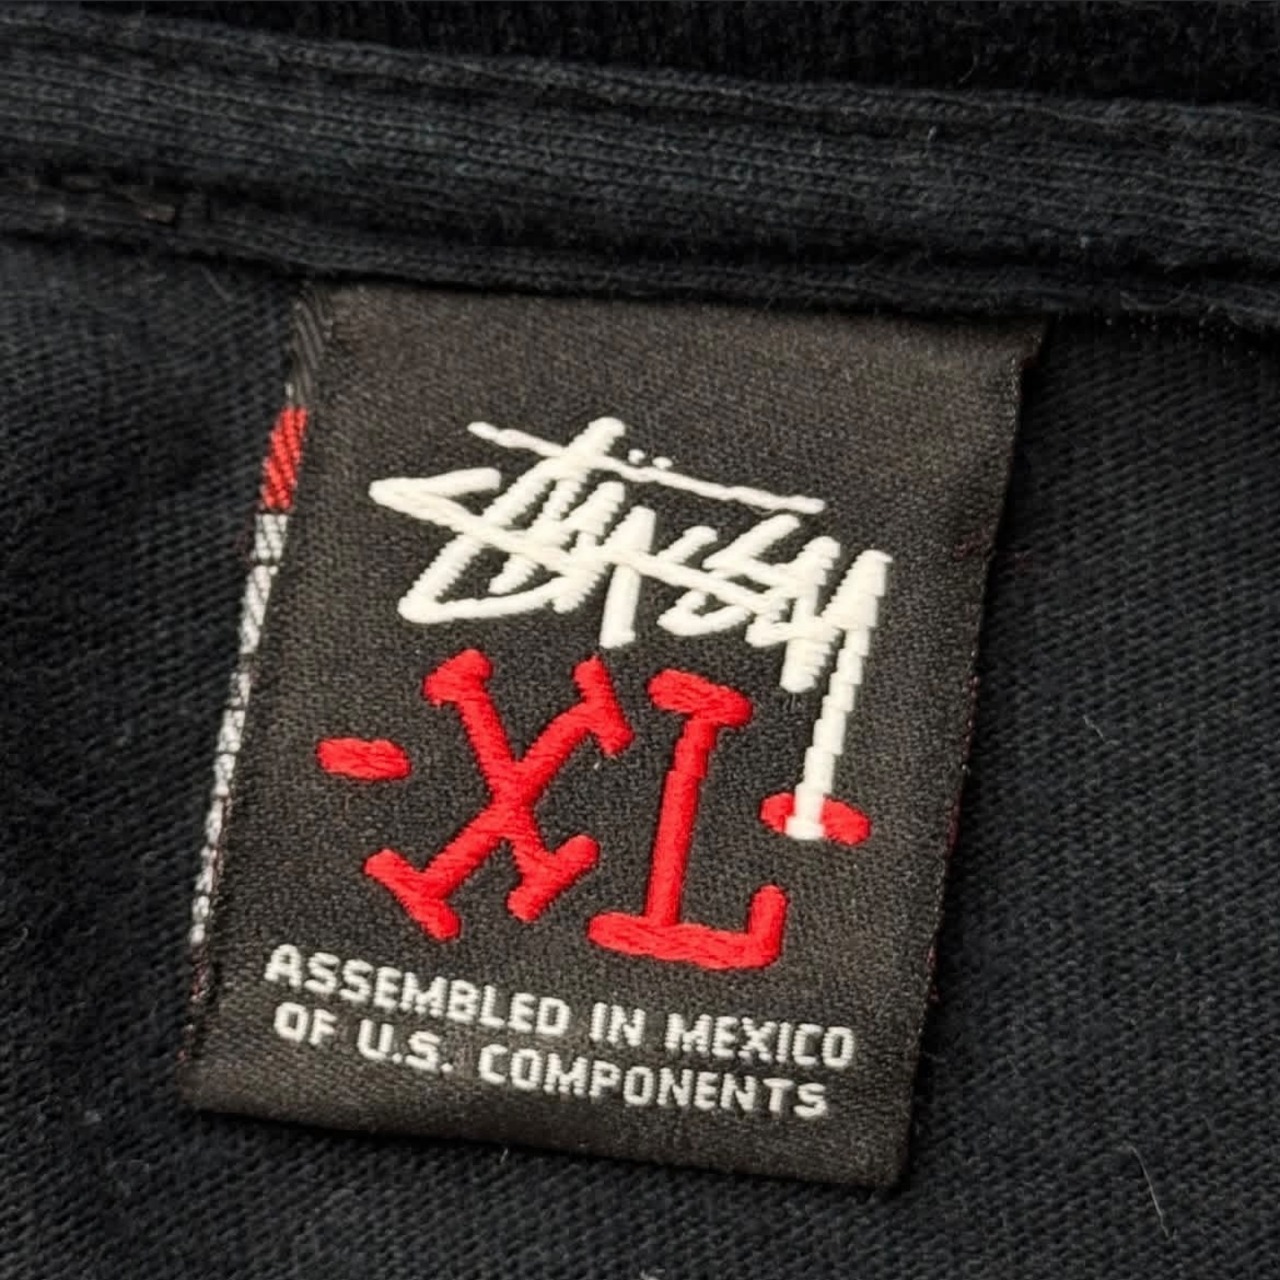 Stüssy
-XL-
ASSEMBLED IN MEXICO
OF U.S. COMPONENTS